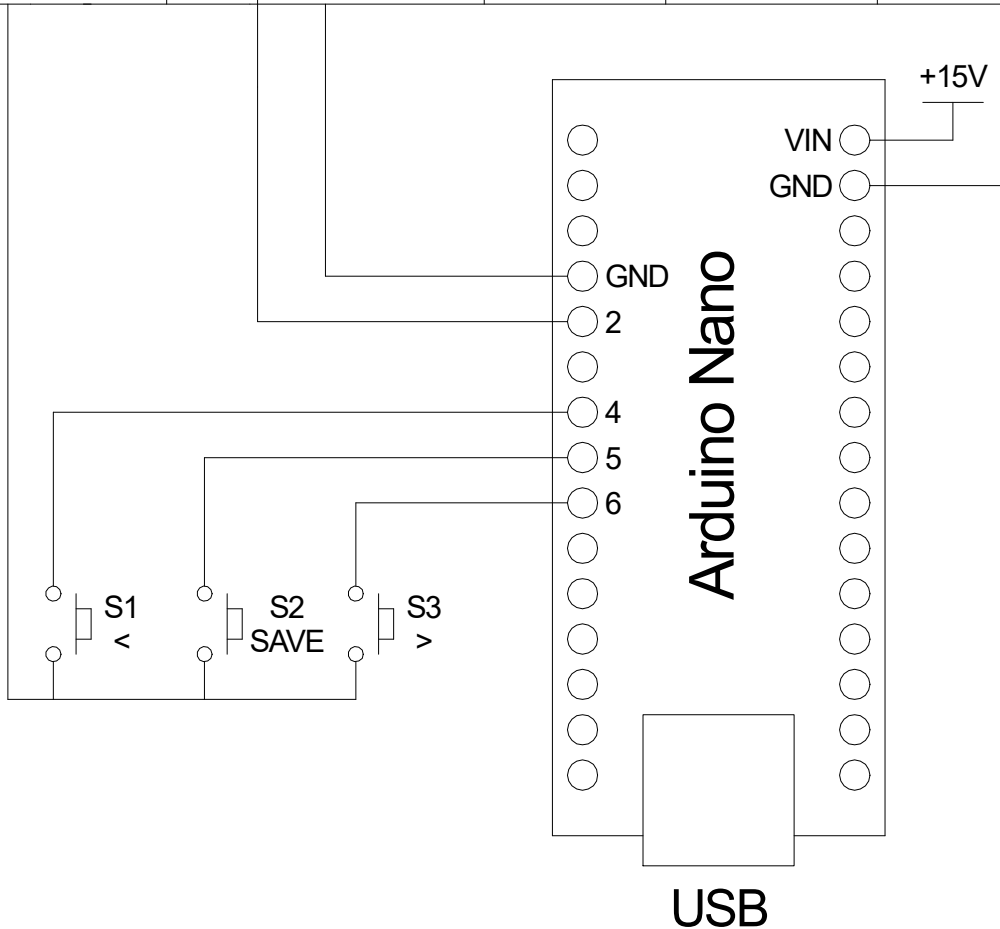 +15V
VIN
GND
GND
2
4
5
6
Arduino Nano
S1
<
S2
SAVE
S3
>
USB